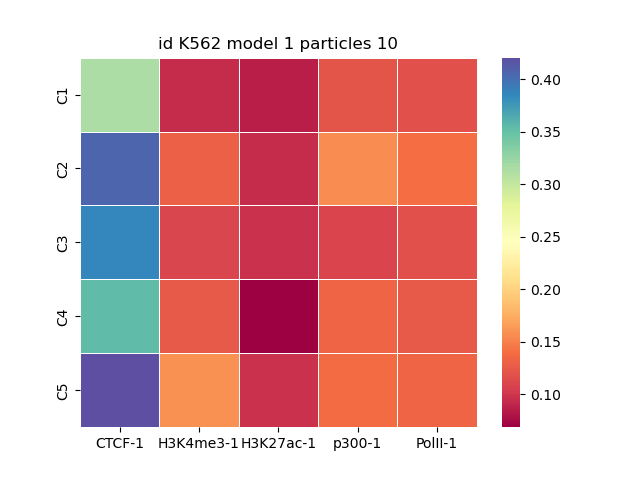 id K562 model 1 particles 10
C1
C2
C3
C4
C5
CTCF-1 H3K4me3-1 H3K27ac-1 p300-1 PolII-1
0.40
0.35
0.30
0.25
0.20
0.15
0.10